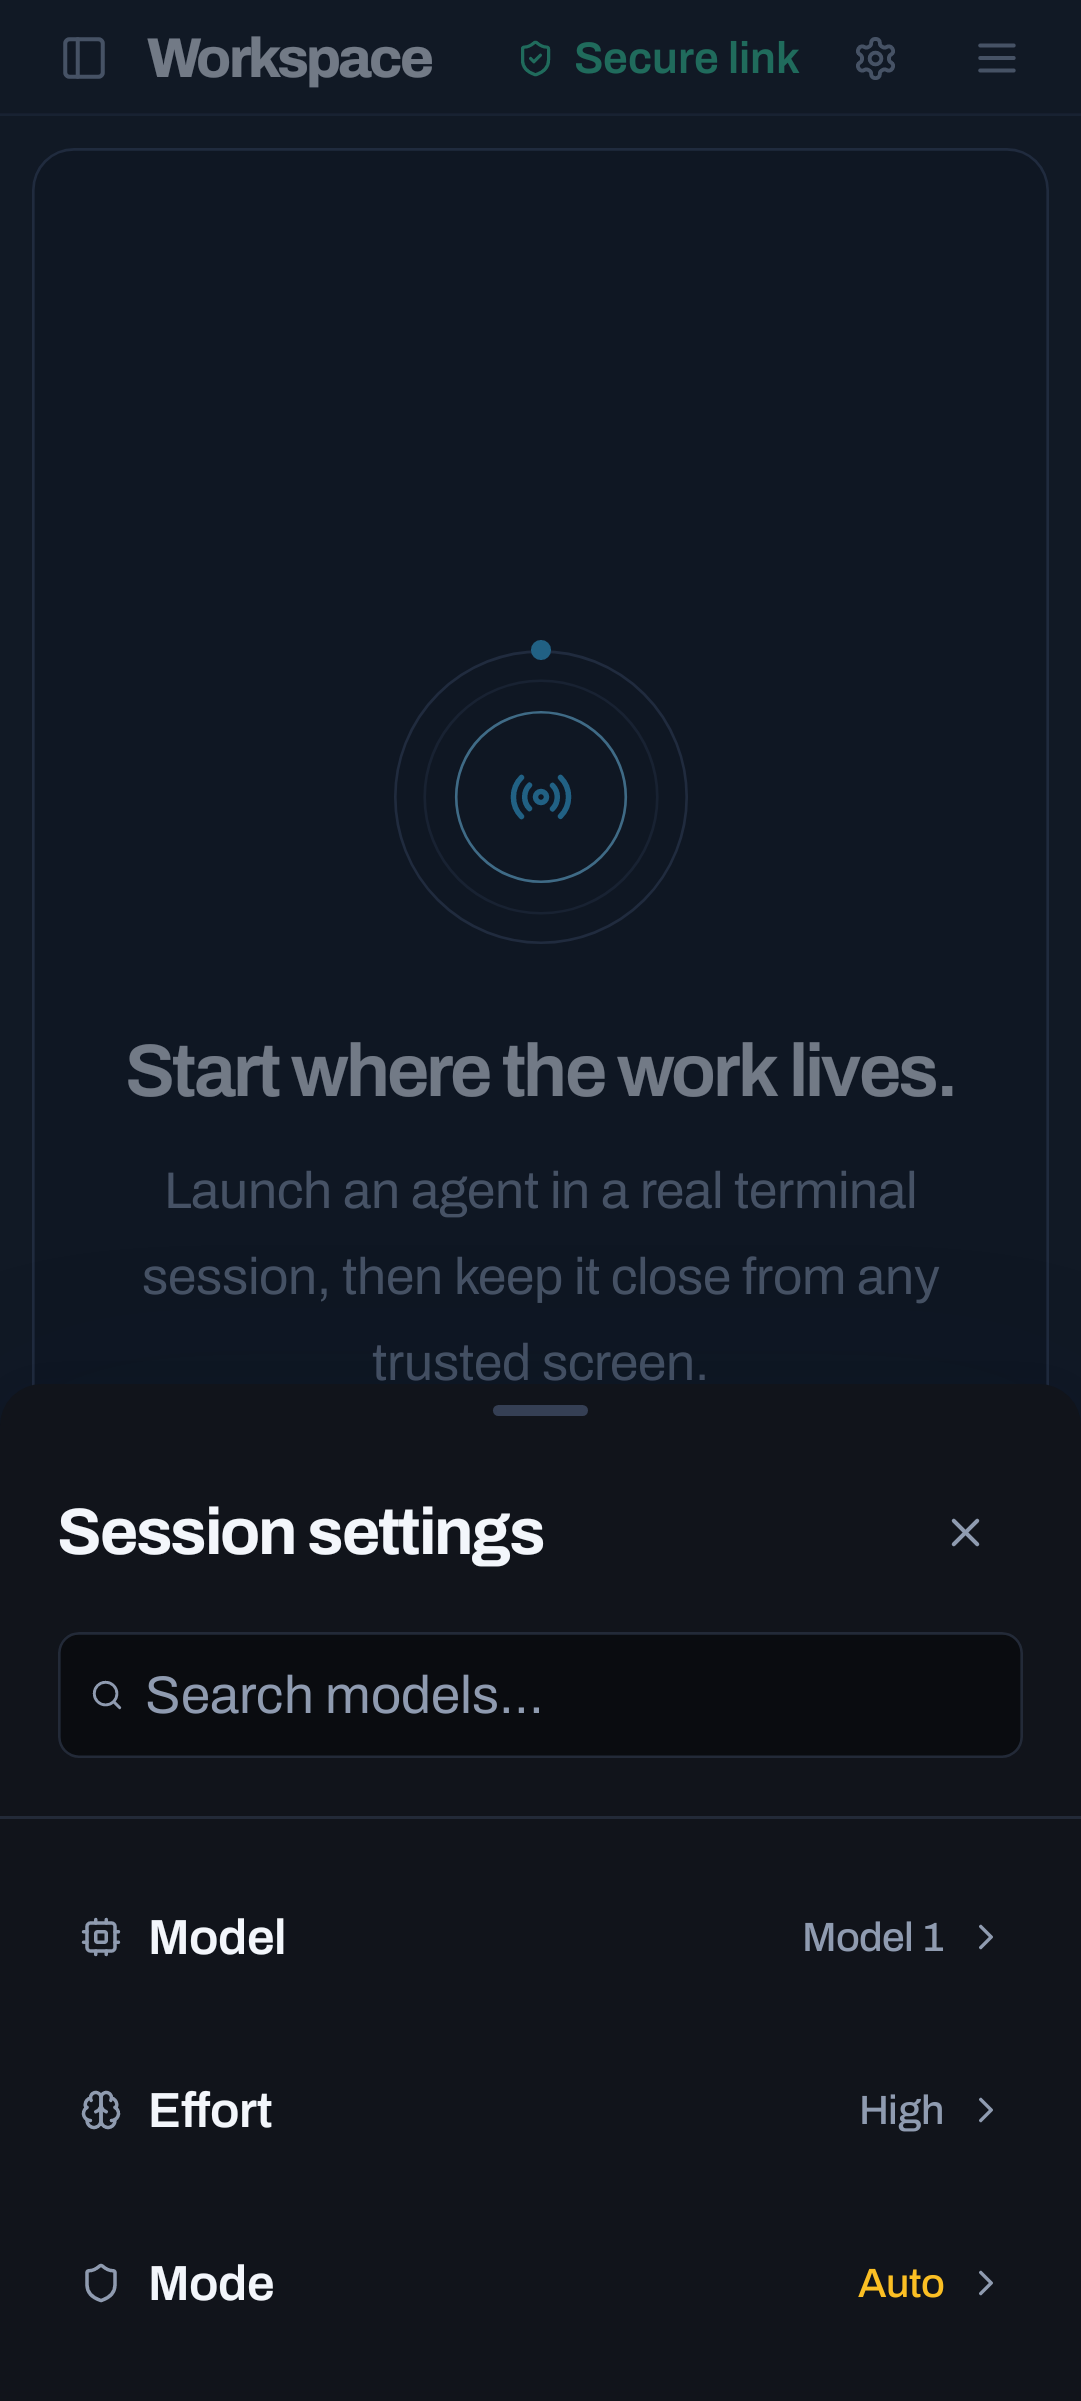 Workspace
Secure link
Start where the work lives.
Launch an agent in a real terminal
session, then keep it close from any
trusted screen.
Session settings
Search models...
Model
Model 1
Effort
High
Mode
Auto